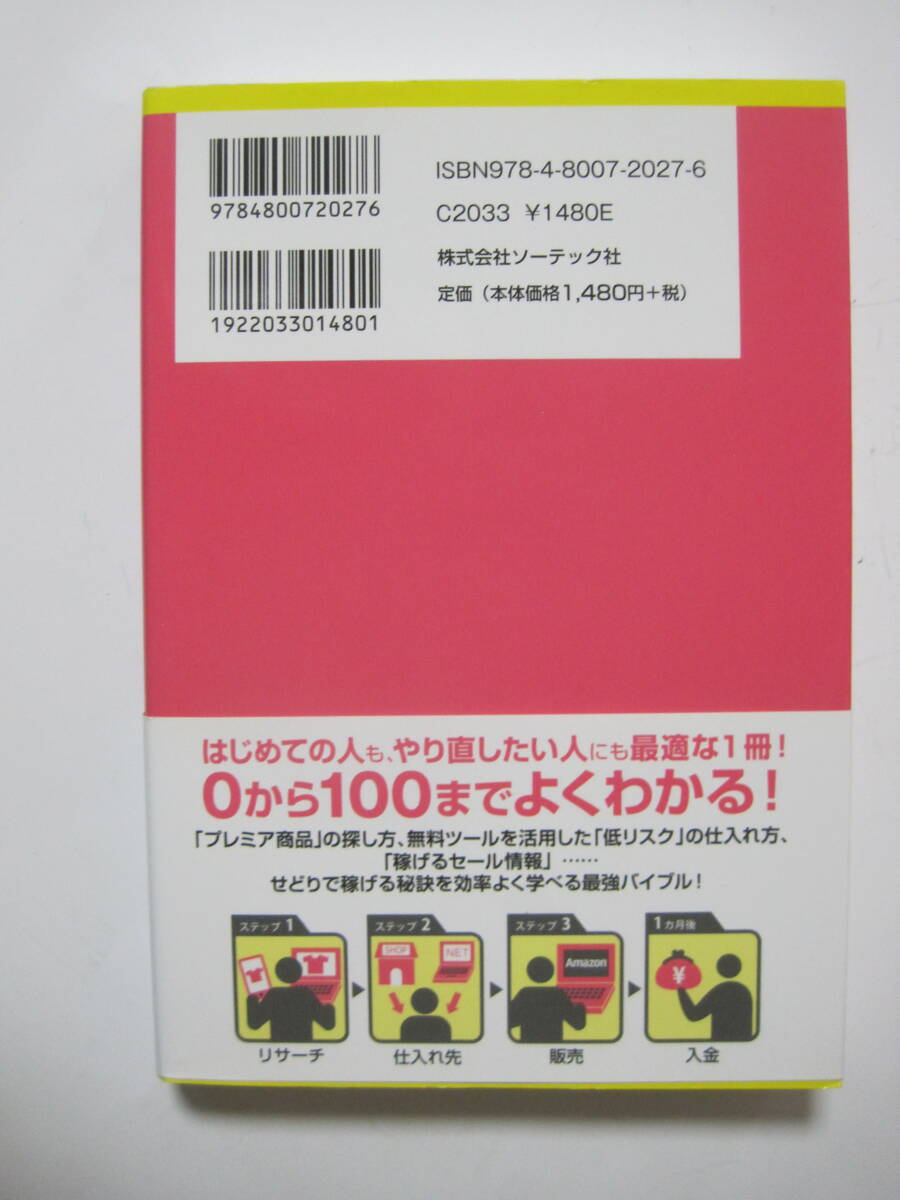 ISBN978-4-8007-2027-6
9784800720276
C2033 ¥1480E
株式会社ソーテック社
定価（本体価格1,480円＋税）
1922033014801
はじめての人も、やり直したい人にも最適な1冊！
0から100までよくわかる！
「プレミア商品」の探し方、無料ツールを活用した「低リスク」の仕入れ方、
「稼げるセール情報」……
せどりで稼げる秘訣を効率よく学べる最強バイブル！
ステップ 1
リサーチ
ステップ 2
SHOP
NET
仕入れ先
ステップ 3
Amazon
販売
1カ月後
¥
入金